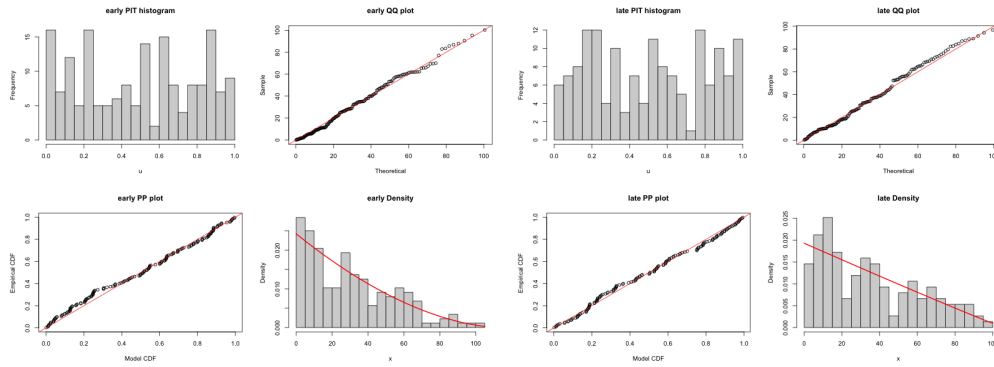 early PIT histogram
Frequency
0 5 10 15
0.0 0.2 0.4 0.6 0.8 1.0
u
early QQ plot
Sample
0 20 40 60 80 100
0 20 40 60 80 100
Theoretical
late PIT histogram
Frequency
0 2 4 6 8 10 12
0.0 0.2 0.4 0.6 0.8 1.0
u
late QQ plot
Sample
0 20 40 60 80 100
0 20 40 60 80 100
Theoretical
early PP plot
Empirical CDF
0.0 0.2 0.4 0.6 0.8 1.0
0.0 0.2 0.4 0.6 0.8 1.0
Model CDF
early Density
Density
0.000 0.010 0.020
0 20 40 60 80 100
x
late PP plot
Empirical CDF
0.0 0.2 0.4 0.6 0.8 1.0
0.0 0.2 0.4 0.6 0.8 1.0
Model CDF
late Density
Density
0.000 0.005 0.010 0.015 0.020 0.025
0 20 40 60 80 100
x